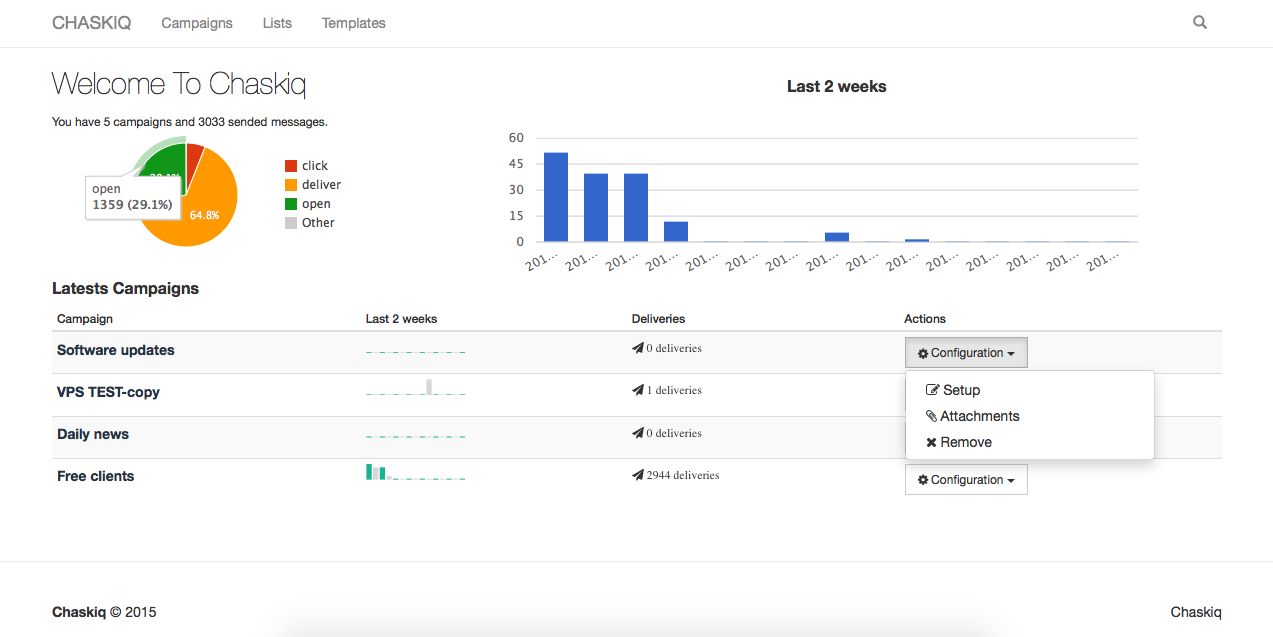 CHASKIQ Campaigns Lists Templates
Welcome To Chaskiq
You have 5 campaigns and 3033 sended messages.
open
1359 (29.1%)
64.8%
click
deliver
open
Other
Last 2 weeks
60
45
30
15
0
201... 201... 201... 201... 201... 201... 201... 201... 201... 201... 201... 201... 201... 201... 201...
Latests Campaigns
Campaign Last 2 weeks Deliveries Actions
Software updates 0 deliveries Configuration
VPS TEST-copy 1 deliveries
Setup
Attachments
Remove
Daily news 0 deliveries
Free clients 2944 deliveries Configuration
Chaskiq © 2015 Chaskiq